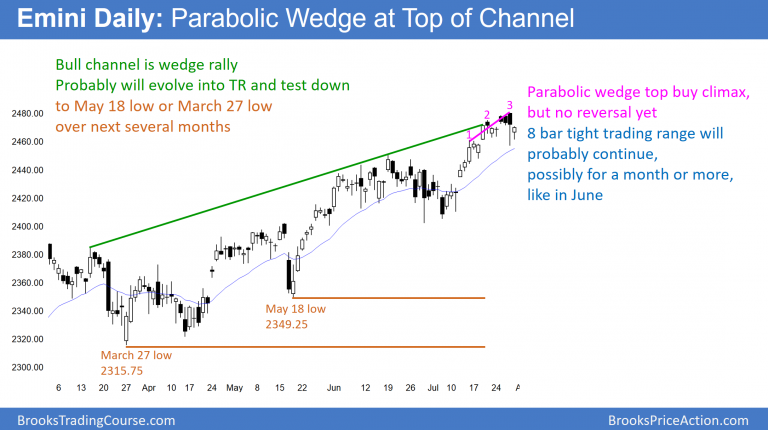 Emini Daily: Parabolic Wedge at Top of Channel
Bull channel is wedge rally
Probably will evolve into TR and test down
to May 18 low or March 27 low
over next several months
Parabolic wedge top buy climax,
but no reversal yet
8 bar tight trading range will
probably continue,
possibly for a month or more,
like in June
1
2
3
2480.00
2460.00
2440.00
2420.00
2400.00
2380.00
2360.00
2340.00
2320.00
2300.00
May 18 low
2349.25
March 27 low
2315.75
6 13 20 27 Apr 10 17 24 May 8 15 22 Jun 12 19 26 Jul 10 17 24 A
BrooksTradingCourse.com BrooksPriceAction.com